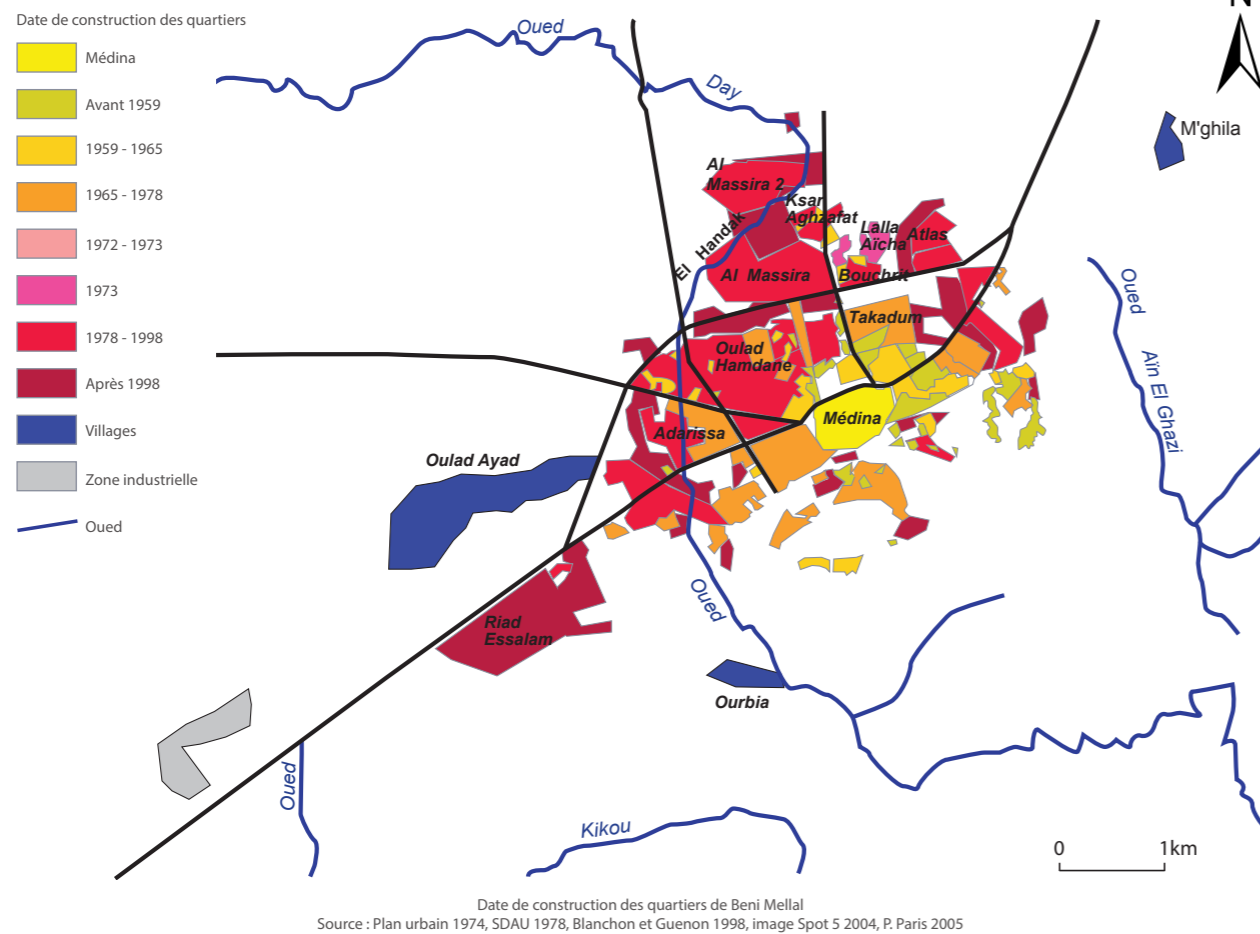 N
Date de construction des quartiers
Médina
Avant 1959
1959 - 1965
1965 - 1978
1972 - 1973
1973
1978 - 1998
Après 1998
Villages
Zone industrielle
Oued
Oued
Day
M'ghila
Al
Massira 2
Ksar
Aghzafat
Lalla
Aïcha
Atlas
El Handak
Al Massira
Bouchrit
Oued
Aïn El Ghazi
Takadum
Oulad
Hamdane
Médina
Adarissa
Oulad Ayad
Oued
Riad
Essalam
Ourbia
Oued
Kikou
0 1km
Date de construction des quartiers de Beni Mellal
Source : Plan urbain 1974, SDAU 1978, Blanchon et Guenon 1998, image Spot 5 2004, P. Paris 2005